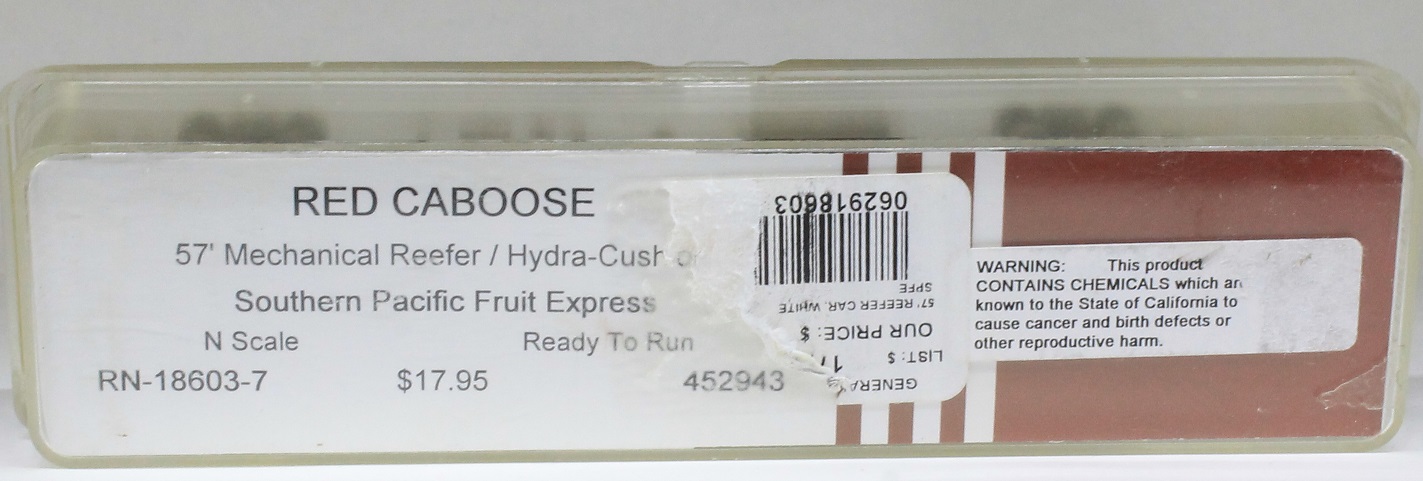 RED CABOOSE
57' Mechanical Reefer / Hydra-Cush
Southern Pacific Fruit Express
N Scale Ready To Run
RN-18603-7 $17.95 452943
062918603
57' REEFER CAR. WHITE
SPFE
OUR PRICE: $
LIST: $ 17
GENERA
WARNING: This product
CONTAINS CHEMICALS which are
known to the State of California to
cause cancer and birth defects or
other reproductive harm.